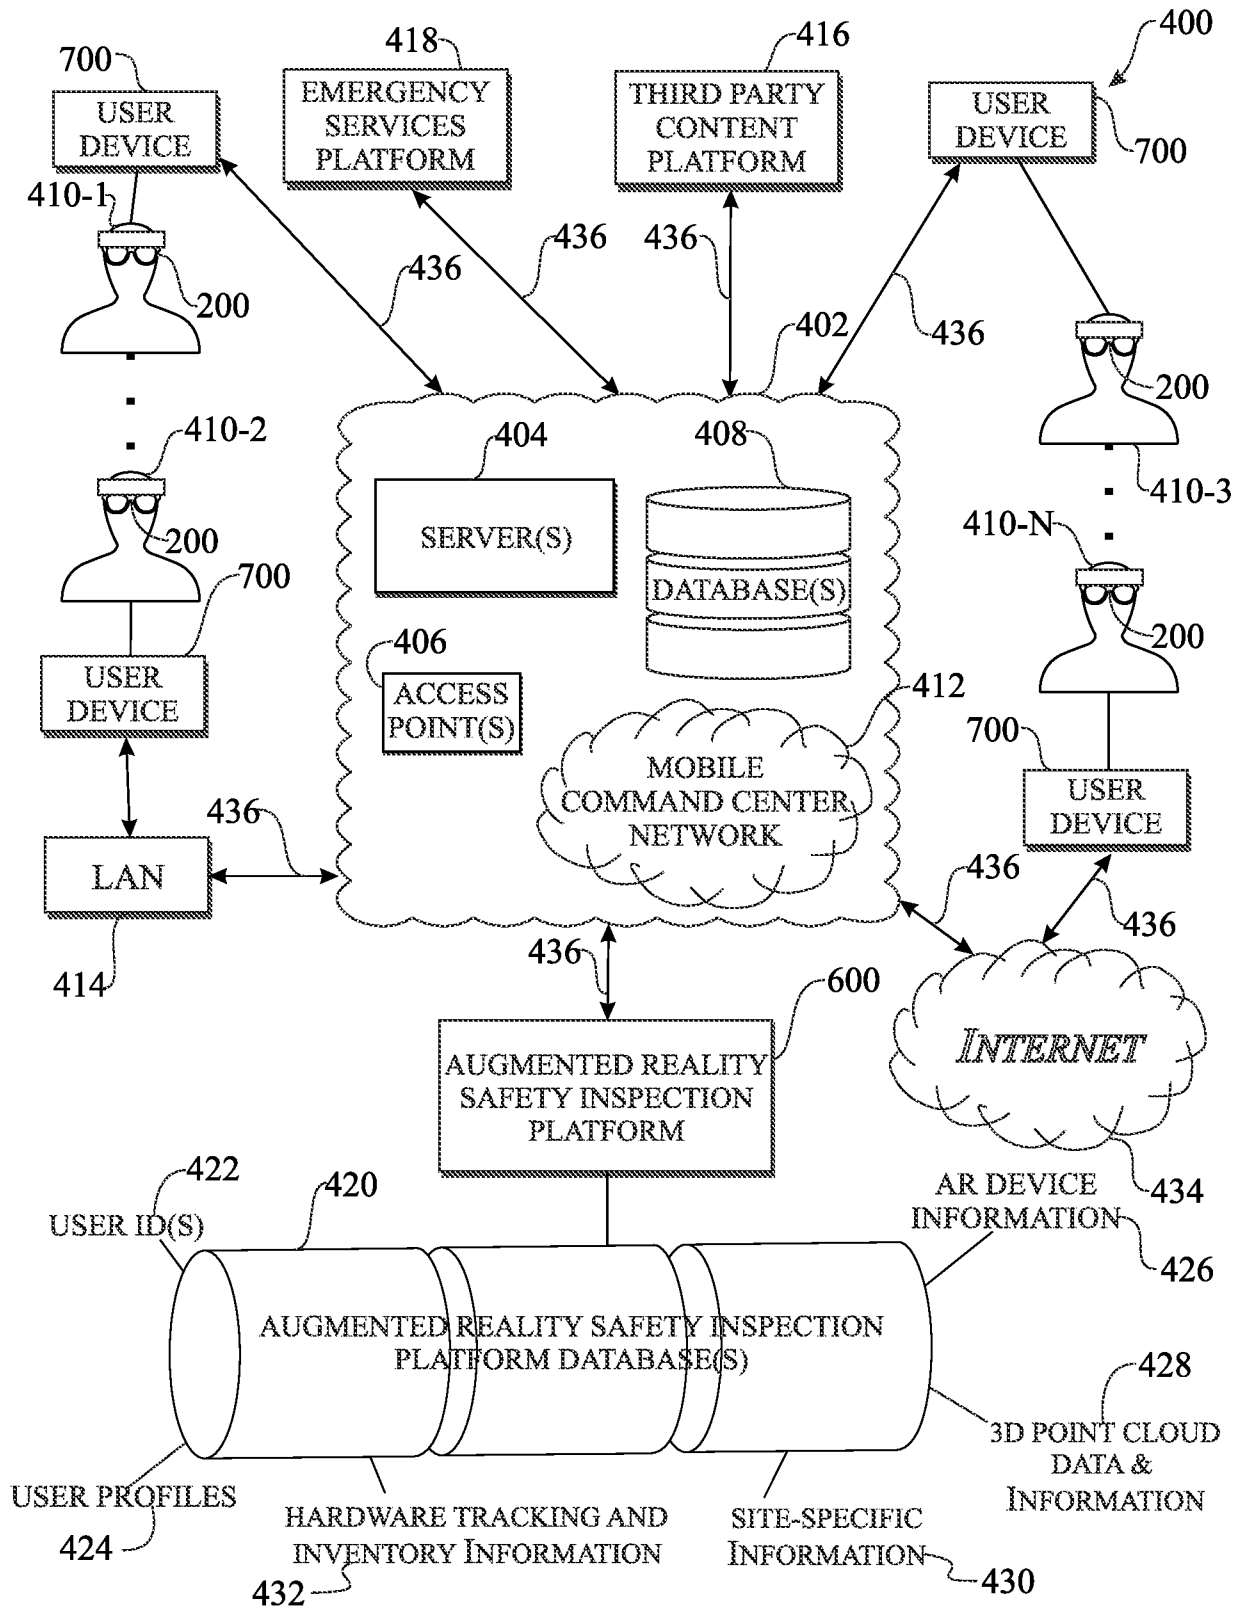 400
700
USER
DEVICE
418
EMERGENCY
SERVICES
PLATFORM
416
THIRD PARTY
CONTENT
PLATFORM
USER
DEVICE
700
410-1
200
436
436
436
436
402
200
410-3
410-2
200
700
USER
DEVICE
404
SERVER(S)
408
DATABASE(S)
406
ACCESS
POINT(S)
412
MOBILE
COMMAND CENTER
NETWORK
410-N
200
700
USER
DEVICE
436
LAN
414
436
436
436
INTERNET
434
600
AUGMENTED REALITY
SAFETY INSPECTION
PLATFORM
422
USER ID(S)
420
AR DEVICE
INFORMATION
426
AUGMENTED REALITY SAFETY INSPECTION
PLATFORM DATABASE(S)
428
3D POINT CLOUD
DATA &
INFORMATION
USER PROFILES
424
HARDWARE TRACKING AND
INVENTORY INFORMATION
432
SITE-SPECIFIC
INFORMATION
430